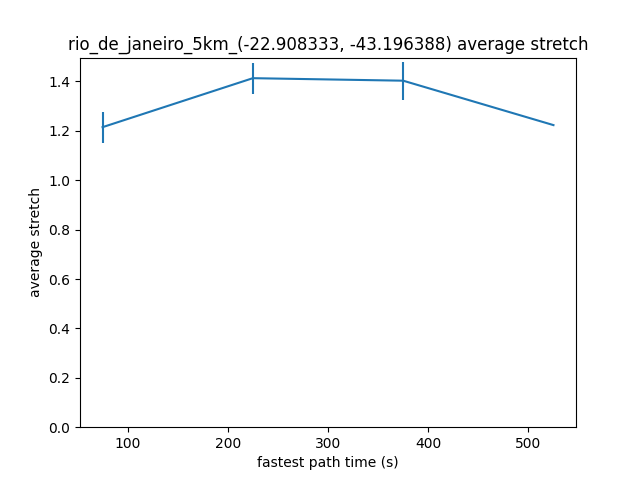 rio_de_janeiro_5km_(-22.908333, -43.196388) average stretch
1.4
1.2
1.0
0.8
0.6
0.4
0.2
0.0
average stretch
100 200 300 400 500
fastest path time (s)